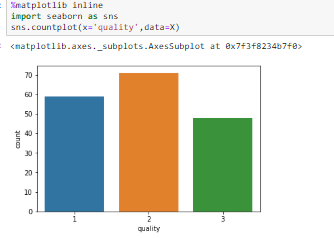 %matplotlib inline
import seaborn as sns
sns.countplot(x='quality',data=X)
<matplotlib.axes._subplots.AxesSubplot at 0x7f3f8234b7f0>
70
60
50
40
30
20
10
0
count
1 2 3
quality